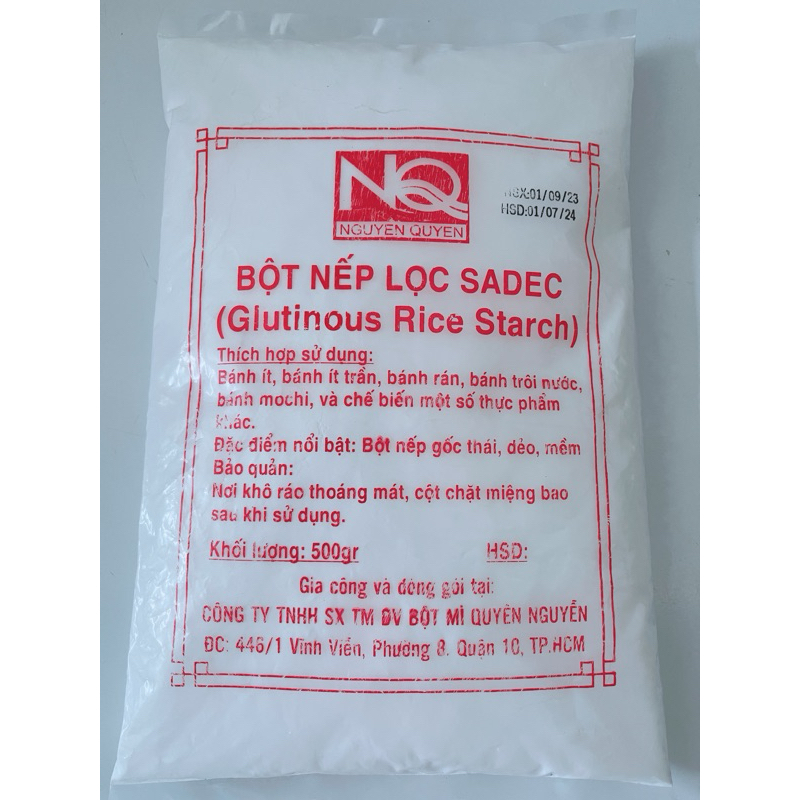 NQ
NGUYEN QUYEN
NSX:01/09/23
HSD:01/07/24
BỘT NẾP LỌC SADEC
(Glutinous Rice Starch)
Thích hợp sử dụng:
Bánh ít, bánh ít trần, bánh rán, bánh trôi nước,
bánh mochi, và chế biến một số thực phẩm
khác.
Đặc điểm nổi bật: Bột nếp gốc thái, dẻo, mềm
Bảo quản:
Nơi khô ráo thoáng mát, cột chặt miệng bao
sau khi sử dụng.
Khối lượng: 500gr HSD:
Gia công và đóng gói tại:
CÔNG TY TNHH SX TM DV BỘT MÌ QUYÊN NGUYỄN
ĐC: 446/1 Vĩnh Viễn, Phường 8. Quận 10, TP.HCM